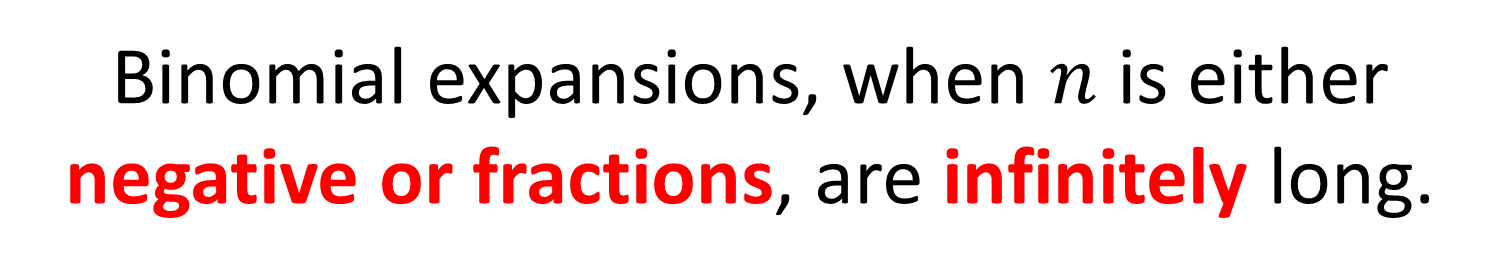 Binomial expansions, when n is either
negative or fractions, are infinitely long.